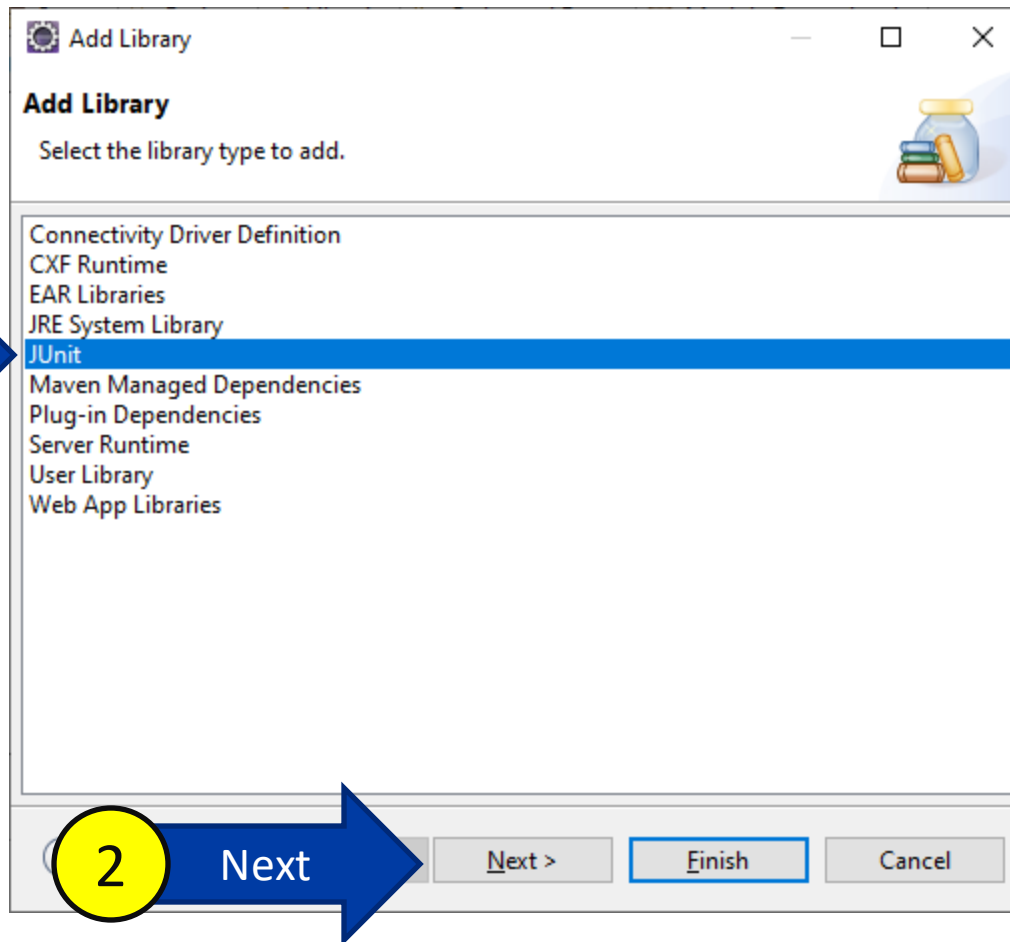 Add Library
Add Library
Select the library type to add.
Connectivity Driver Definition
CXF Runtime
EAR Libraries
JRE System Library
JUnit
Maven Managed Dependencies
Plug-in Dependencies
Server Runtime
User Library
Web App Libraries
2 Next Next > Finish Cancel